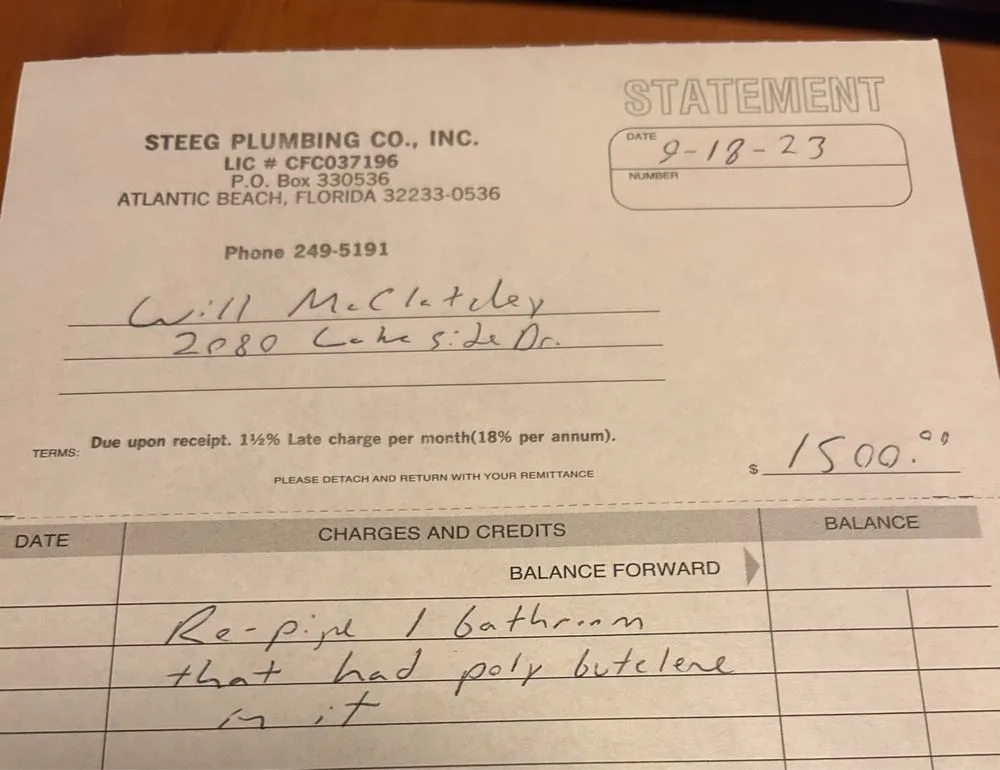 STATEMENT
STEEG PLUMBING CO., INC.
LIC # CFC037196
P.O. Box 330536
ATLANTIC BEACH, FLORIDA 32233-0536
DATE 9-18-23
NUMBER
Phone 249-5191
Will McClatchey
2080 Lake side Dr.
TERMS: Due upon receipt. 1½% Late charge per month(18% per annum).
PLEASE DETACH AND RETURN WITH YOUR REMITTANCE
$ 1500.00
DATE CHARGES AND CREDITS BALANCE
BALANCE FORWARD
Re-pipe 1 bathroom
that had poly butelene
in it